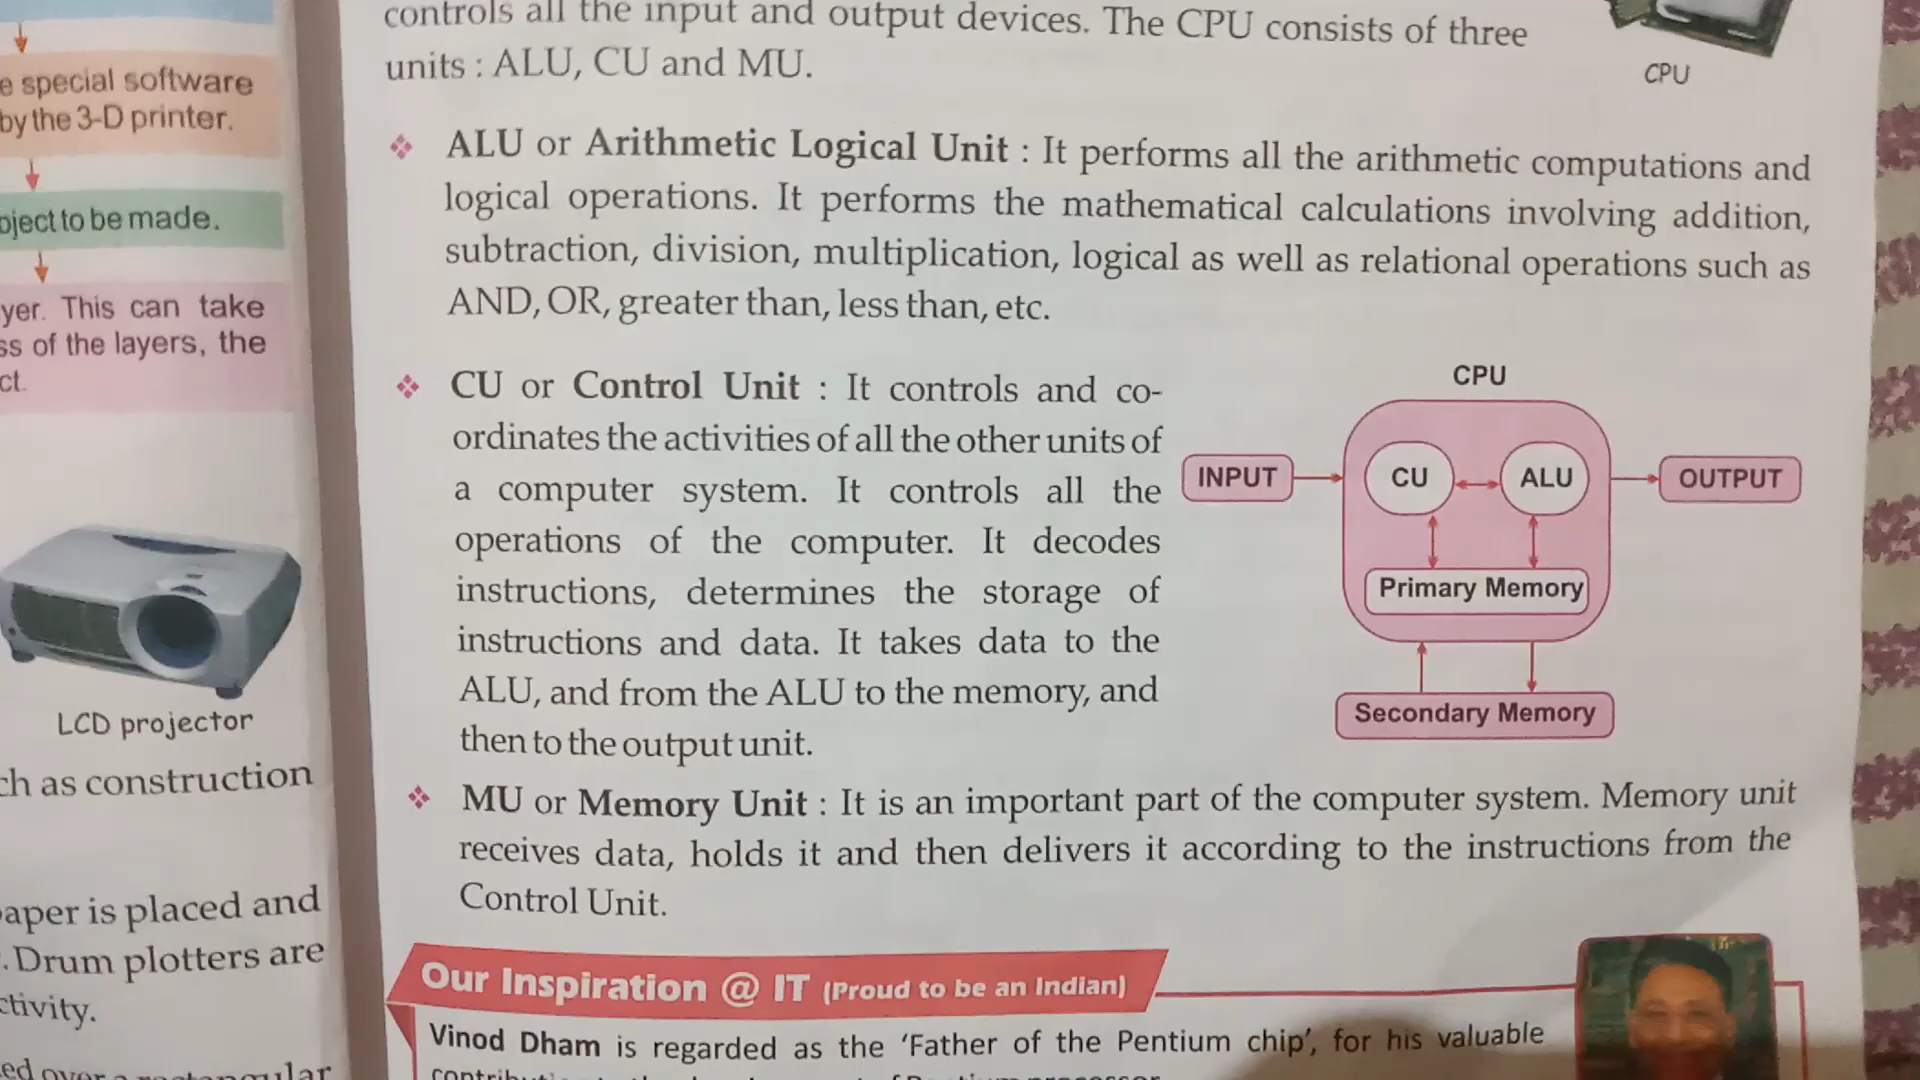 e special software
by the 3-D printer.
ject to be made.
yer. This can take
ss of the layers, the
ct.
LCD projector
ch as construction
paper is placed and
. Drum plotters are
ctivity.
controls all the input and output devices. The CPU consists of three
units : ALU, CU and MU.
CPU
❖ ALU or Arithmetic Logical Unit : It performs all the arithmetic computations and
logical operations. It performs the mathematical calculations involving addition,
subtraction, division, multiplication, logical as well as relational operations such as
AND, OR, greater than, less than, etc.
❖ CU or Control Unit : It controls and co-
ordinates the activities of all the other units of
a computer system. It controls all the
operations of the computer. It decodes
instructions, determines the storage of
instructions and data. It takes data to the
ALU, and from the ALU to the memory, and
then to the output unit.
CPU
INPUT
CU
ALU
OUTPUT
Primary Memory
Secondary Memory
❖ MU or Memory Unit : It is an important part of the computer system. Memory unit
receives data, holds it and then delivers it according to the instructions from the
Control Unit.
Our Inspiration @ IT (Proud to be an Indian)
Vinod Dham is regarded as the ‘Father of the Pentium chip’, for his valuable